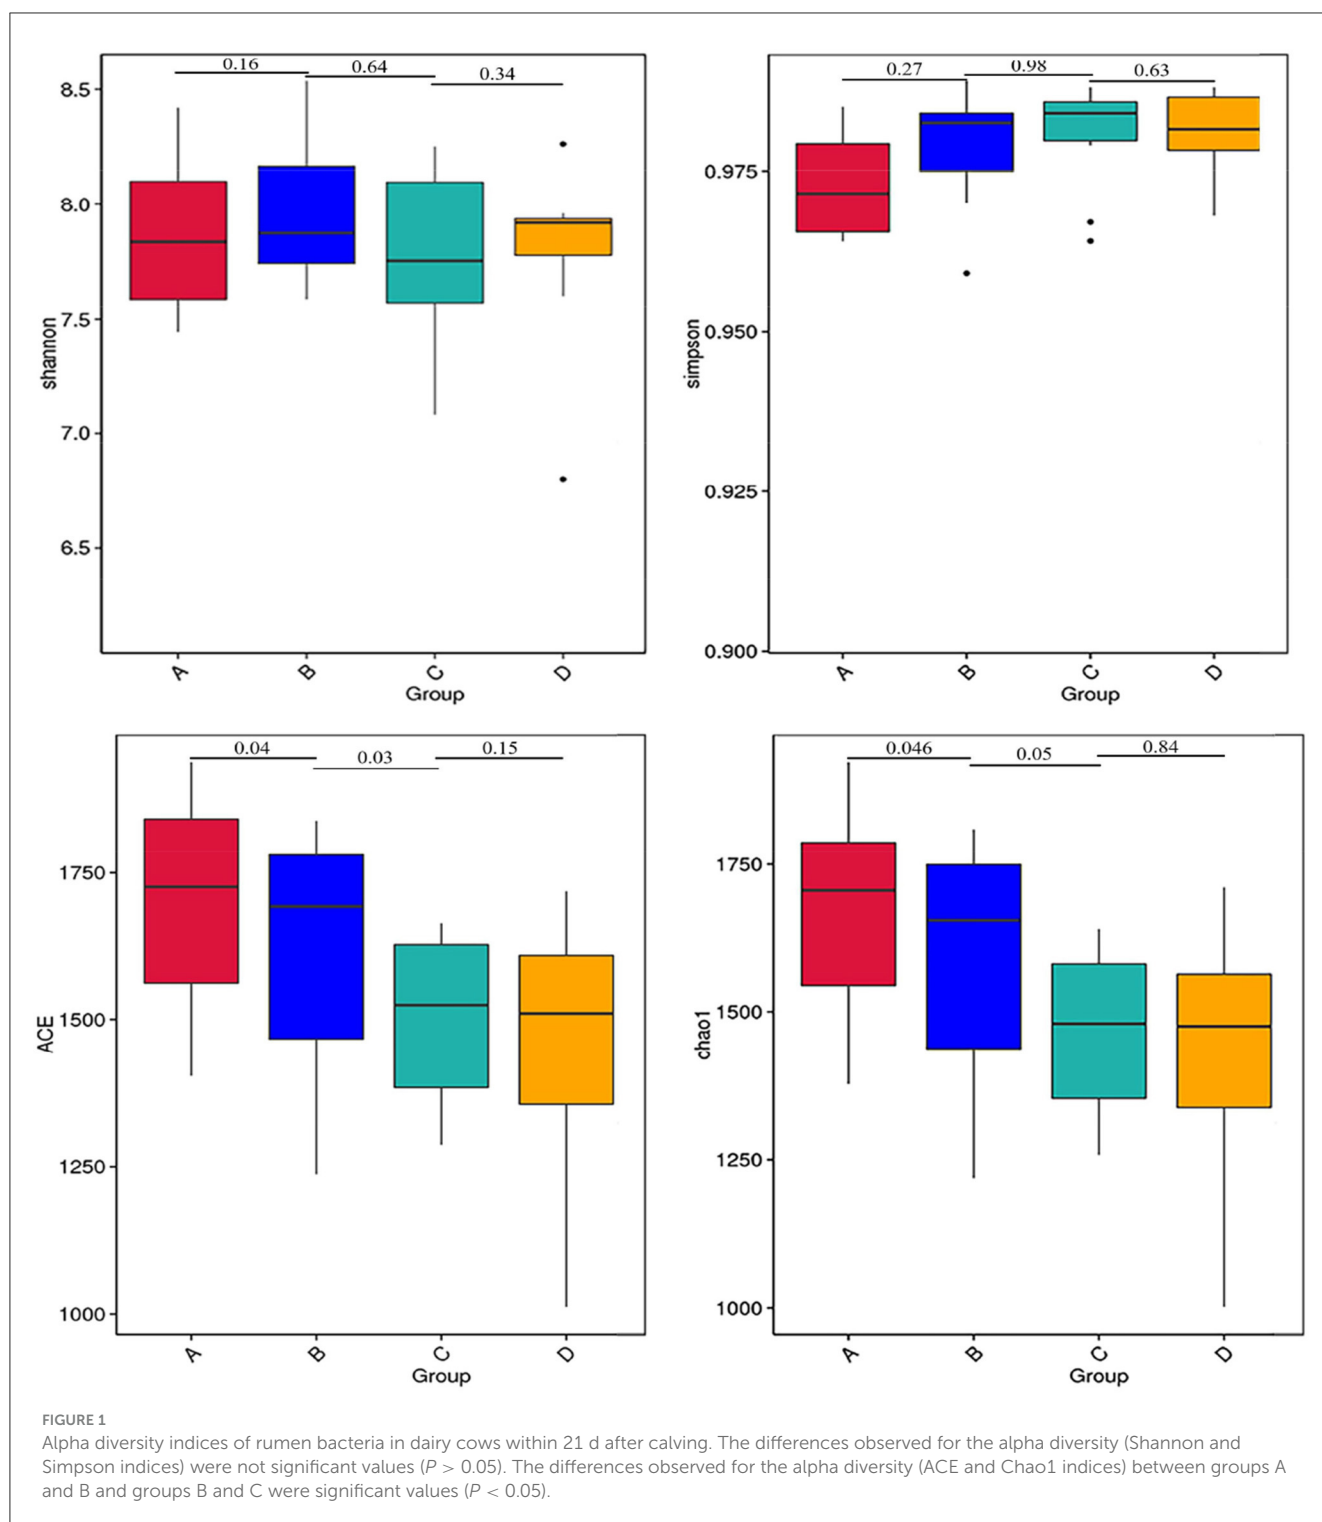 0.16
0.64
0.34
8.5
8.0
7.5
7.0
6.5
shannon
A
B
C
D
Group
0.27
0.98
0.63
0.975
0.950
0.925
0.900
simpson
A
B
C
D
Group
0.04
0.03
0.15
1750
1500
1250
1000
ACE
A
B
C
D
Group
0.046
0.05
0.84
1750
1500
1250
1000
chao1
A
B
C
D
Group
FIGURE 1
Alpha diversity indices of rumen bacteria in dairy cows within 21 d after calving. The differences observed for the alpha diversity (Shannon and
Simpson indices) were not significant values (P > 0.05). The differences observed for the alpha diversity (ACE and Chao1 indices) between groups A
and B and groups B and C were significant values (P < 0.05).